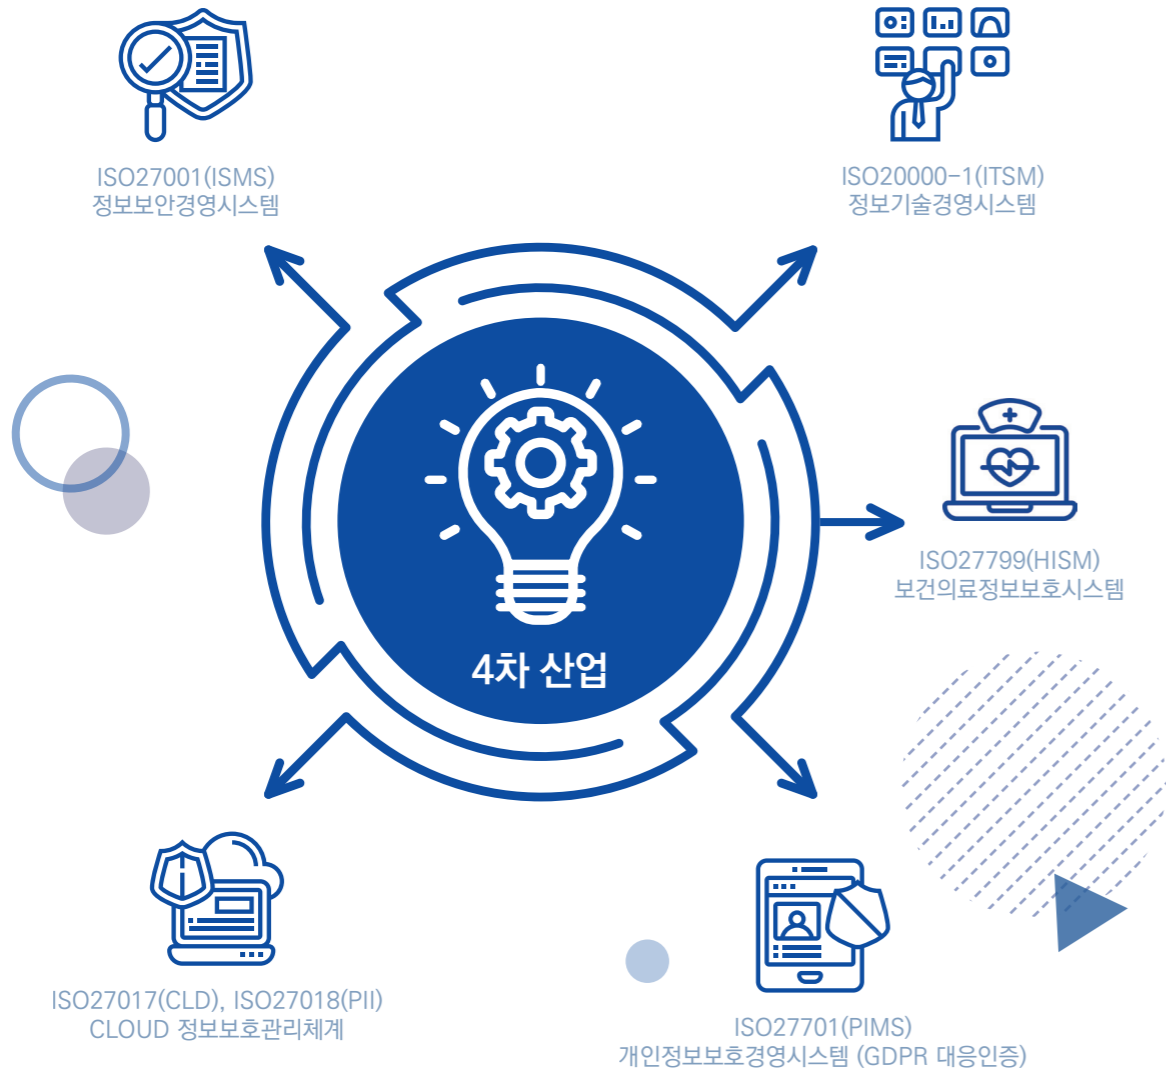 ISO27001(ISMS)
정보보안경영시스템
ISO20000-1(ITSM)
정보기술경영시스템
ISO27799(HISM)
보건의료정보보호시스템
4차 산업
ISO27017(CLD), ISO27018(PII)
CLOUD 정보보호관리체계
ISO27701(PIMS)
개인정보보호경영시스템 (GDPR 대응인증)